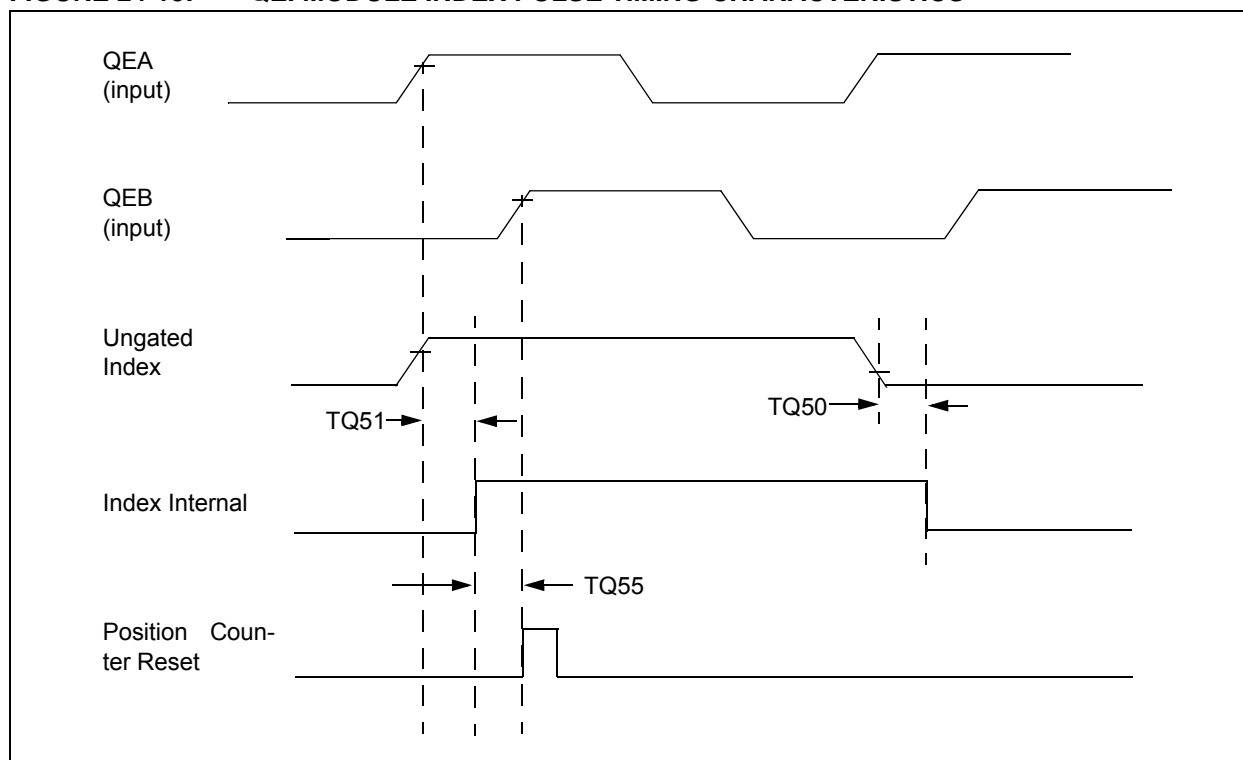 QEA
(input)
QEB
(input)
Ungated
Index
TQ51
TQ50
Index Internal
TQ55
Position Coun-
ter Reset